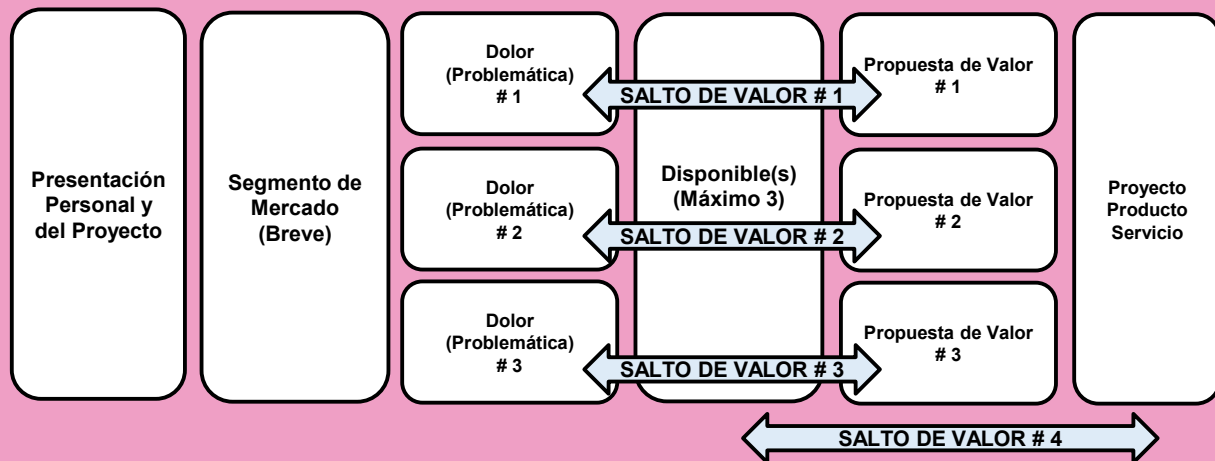 Presentación
Personal y
del Proyecto
Segmento de
Mercado
(Breve)
Dolor
(Problemática)
# 1
SALTO DE VALOR # 1
Propuesta de Valor
# 1
Dolor
(Problemática)
# 2
Disponible(s)
(Máximo 3)
SALTO DE VALOR # 2
Propuesta de Valor
# 2
Dolor
(Problemática)
# 3
SALTO DE VALOR # 3
Propuesta de Valor
# 3
Proyecto
Producto
Servicio
SALTO DE VALOR # 4